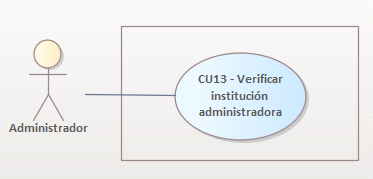 CU13 - Verificar
institución
administradora
Administrador